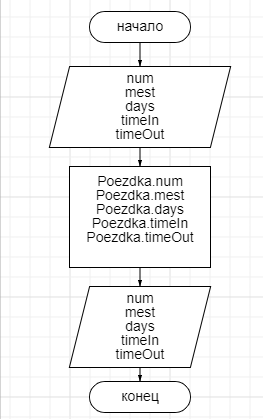 начало
num
mest
days
timeIn
timeOut
Poezdka.num
Poezdka.mest
Poezdka.days
Poezdka.timeIn
Poezdka.timeOut
num
mest
days
timeIn
timeOut
конец